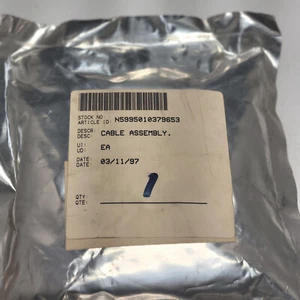 STOCK NO
ARTICLE ID: N5995010379653
DESCR:
DESC: CABLE ASSEMBLY.
UI:
UD: EA
DATE:
DATE: 03/11/97
QTY:
QTE: 1